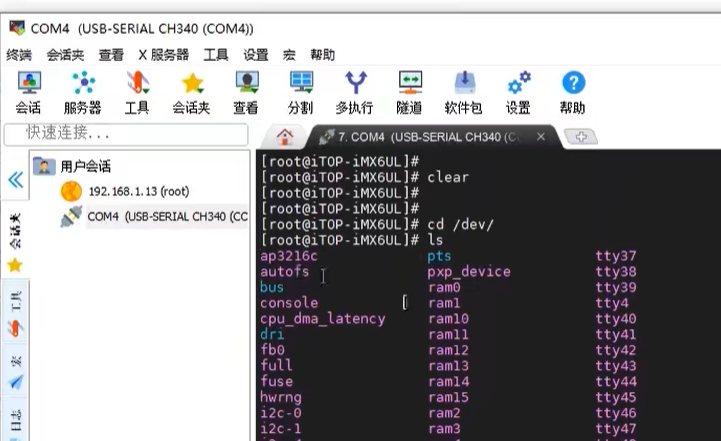 COM4  (USB-SERIAL CH340 (COM4))
终端 会话夹 查看 X 服务器 工具 设置 宏 帮助
会话 服务器 工具 会话夹 查看 分割 多执行 隧道 软件包 设置 帮助
快速连接...
7. COM4  (USB-SERIAL CH340 (C
用户会话
192.168.1.13 (root)
COM4  (USB-SERIAL CH340 (CO
会话夹
工具
宏
日志
[root@iTOP-iMX6UL]#
[root@iTOP-iMX6UL]# clear
[root@iTOP-iMX6UL]#
[root@iTOP-iMX6UL]#
[root@iTOP-iMX6UL]# cd /dev/
[root@iTOP-iMX6UL]# ls
ap3216c pts tty37
autofs pxp_device tty38
bus ram0 tty39
console ram1 tty4
cpu_dma_latency ram10 tty40
dri ram11 tty41
fb0 ram12 tty42
full ram13 tty43
fuse ram14 tty44
hwrng ram15 tty45
i2c-0 ram2 tty46
i2c-1 ram3 tty47